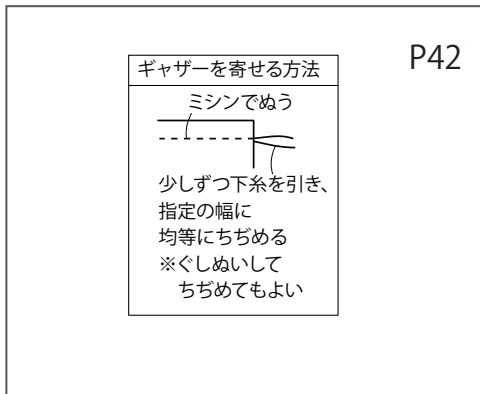 P42
ギャザーを寄せる方法
ミシンでぬう
少しずつ下糸を引き、
指定の幅に
均等にちぢめる
※ぐしぬいして
ちぢめてもよい